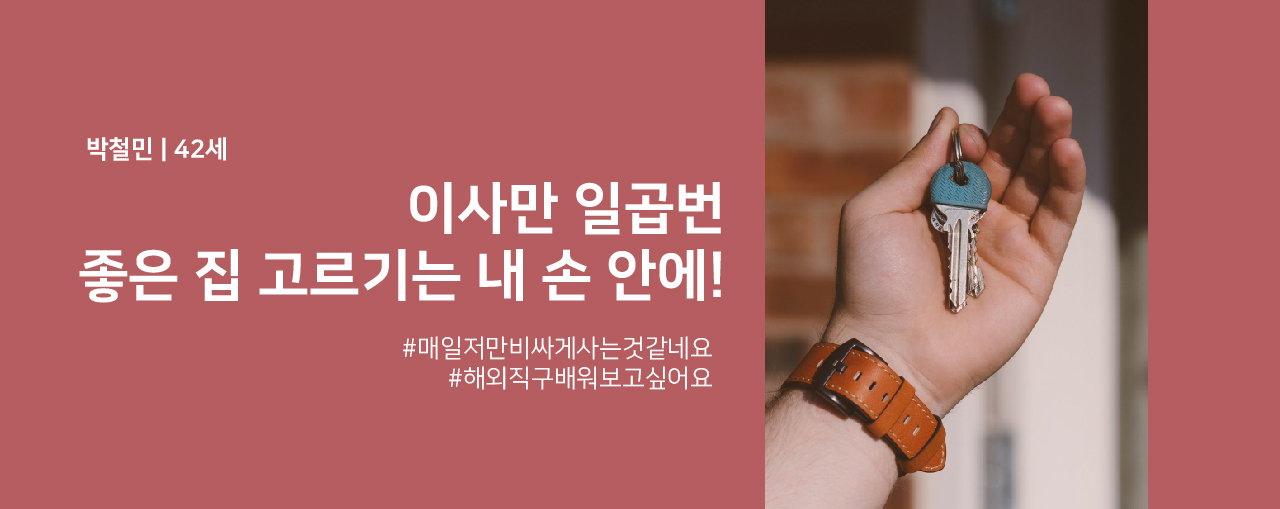 박철민 | 42세
이사만 일곱번
좋은 집 고르기는 내 손 안에!
#매일저만비싸게사는것같네요
#해외직구배워보고싶어요